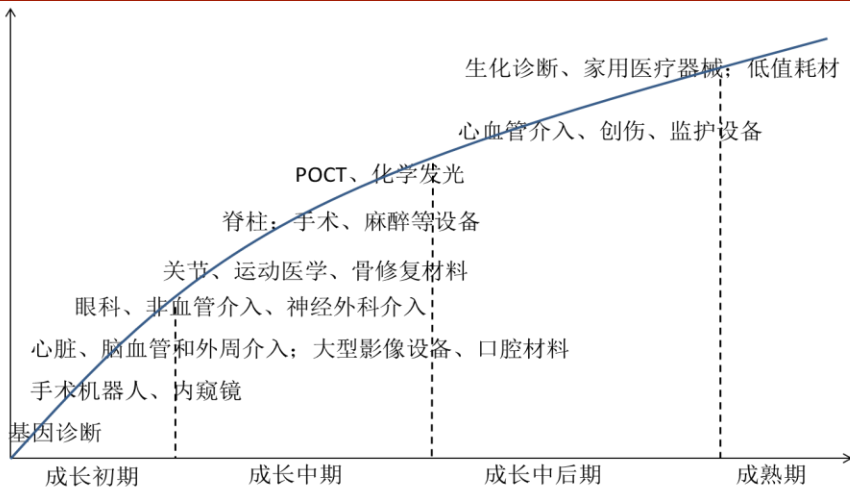 生化诊断、家用医疗器械；低值耗材
心血管介入、创伤、监护设备
POCT、化学发光
脊柱；手术、麻醉等设备
关节、运动医学、骨修复材料
眼科、非血管介入、神经外科介入
心脏、脑血管和外周介入；大型影像设备、口腔材料
手术机器人、内窥镜
基因诊断
成长初期
成长中期
成长中后期
成熟期